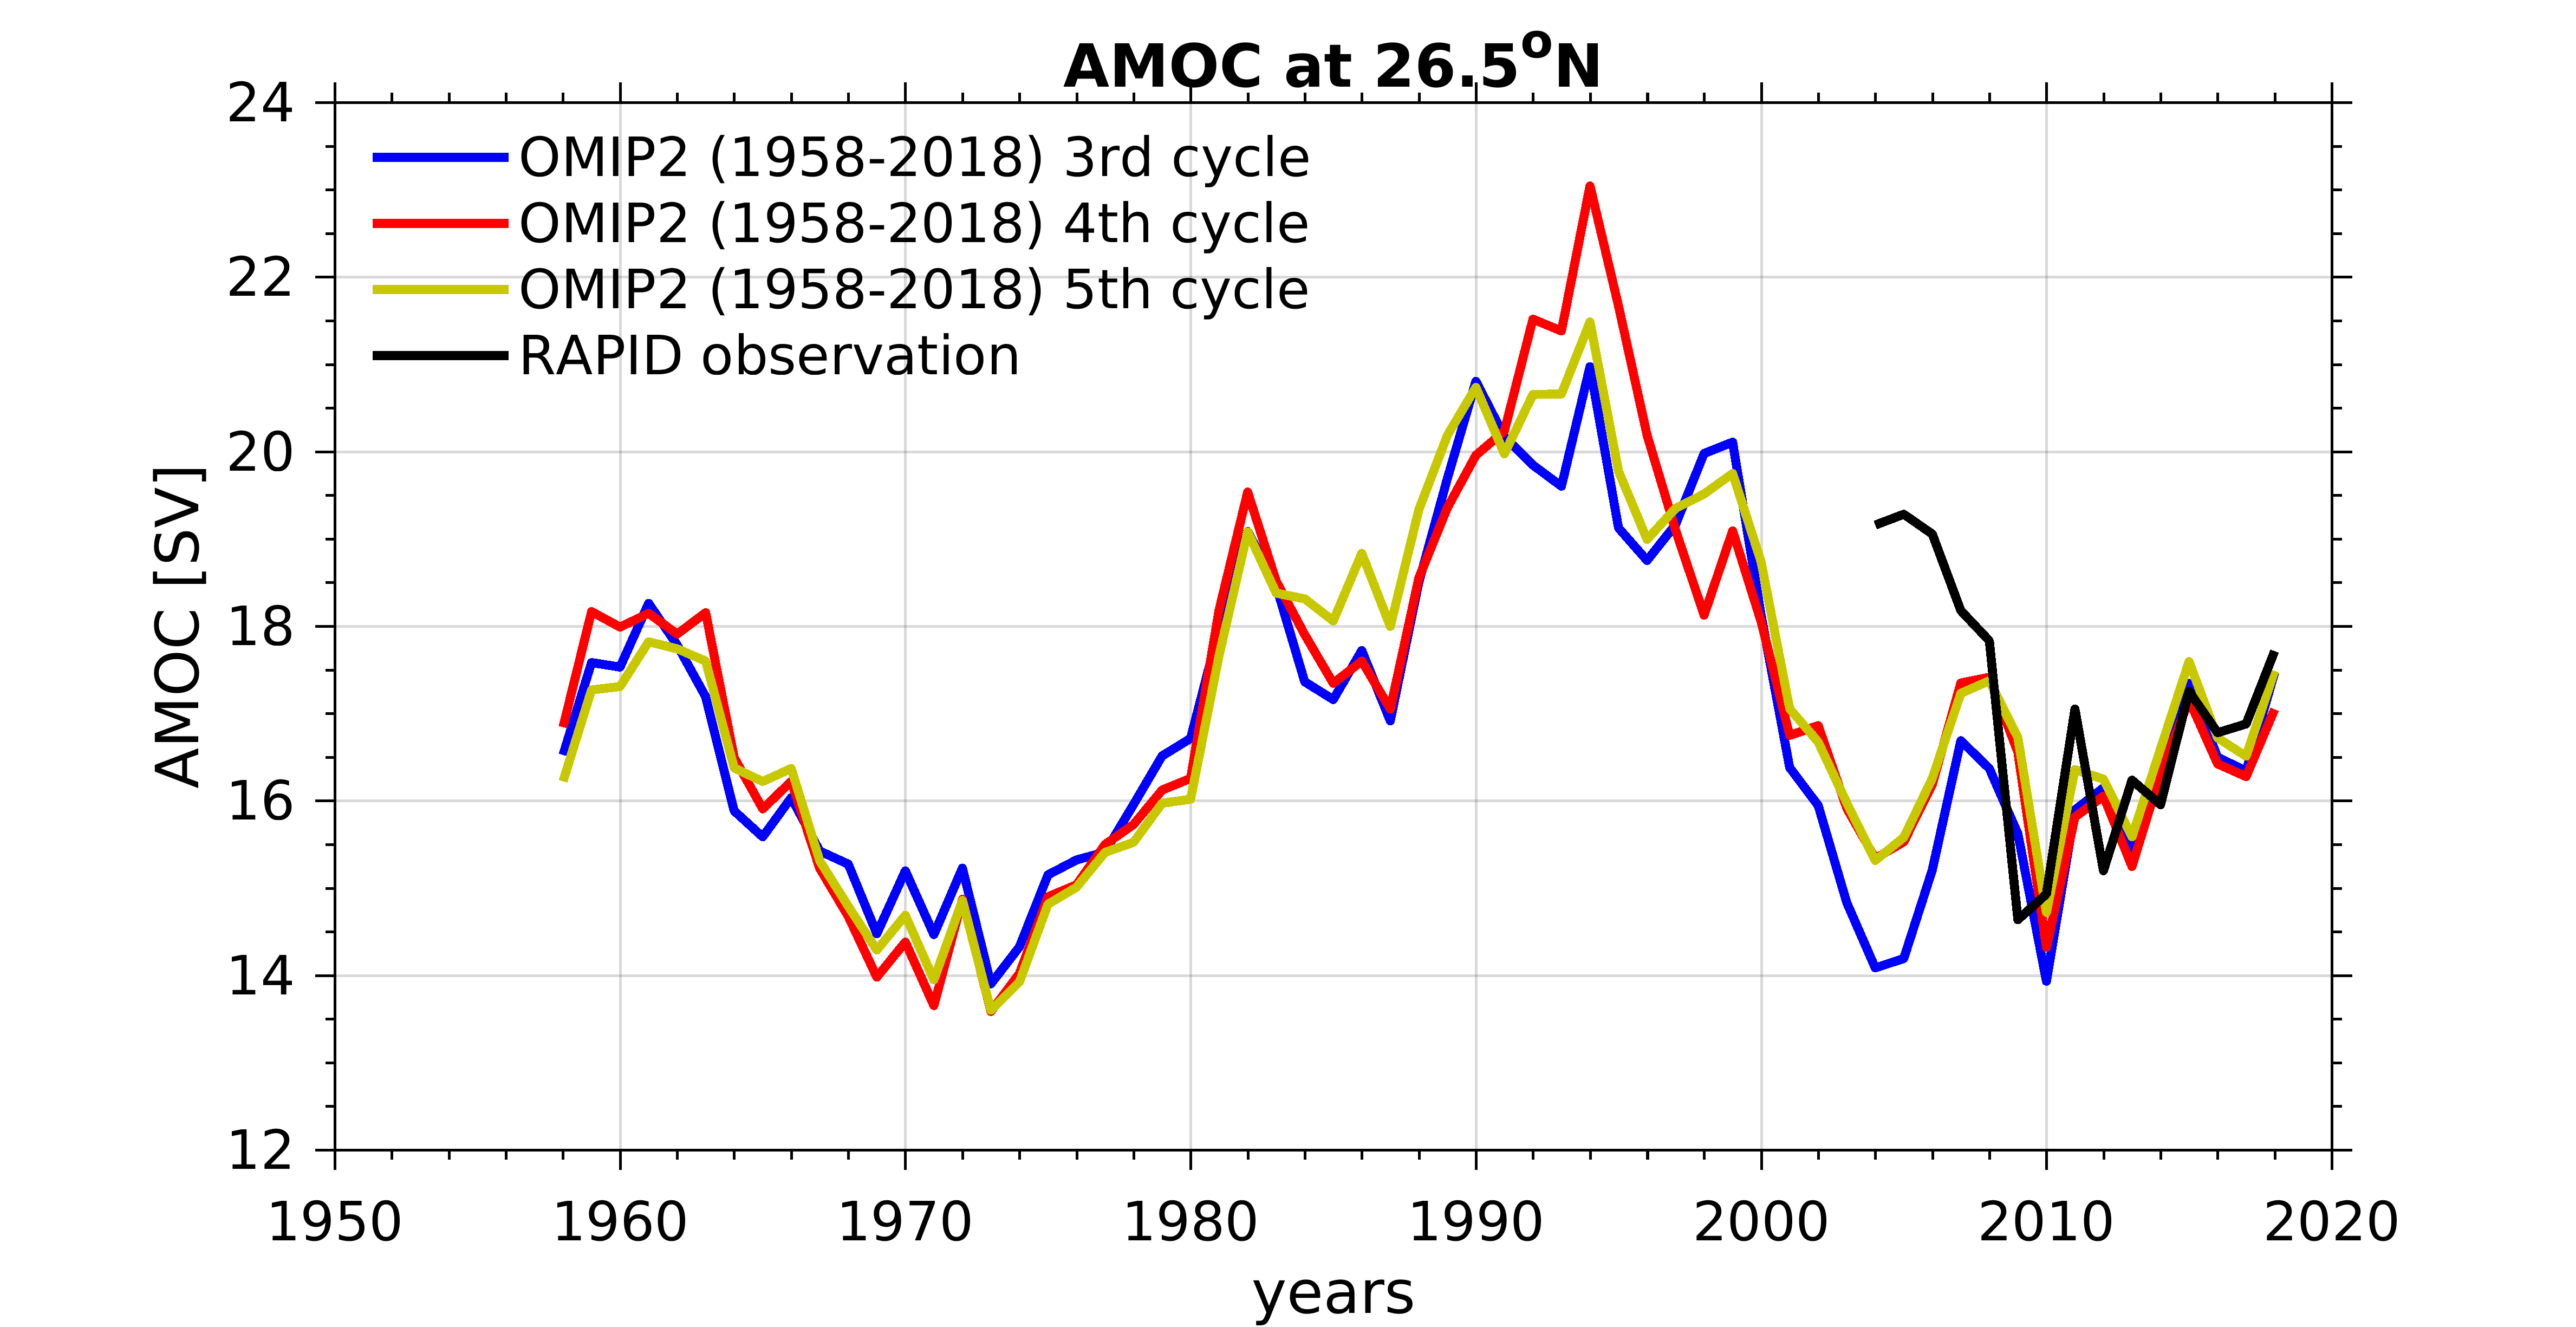 AMOC at 26.5°N
OMIP2 (1958-2018) 3rd cycle
OMIP2 (1958-2018) 4th cycle
OMIP2 (1958-2018) 5th cycle
RAPID observation
AMOC [SV]
24
22
20
18
16
14
12
1950 1960 1970 1980 1990 2000 2010 2020
years